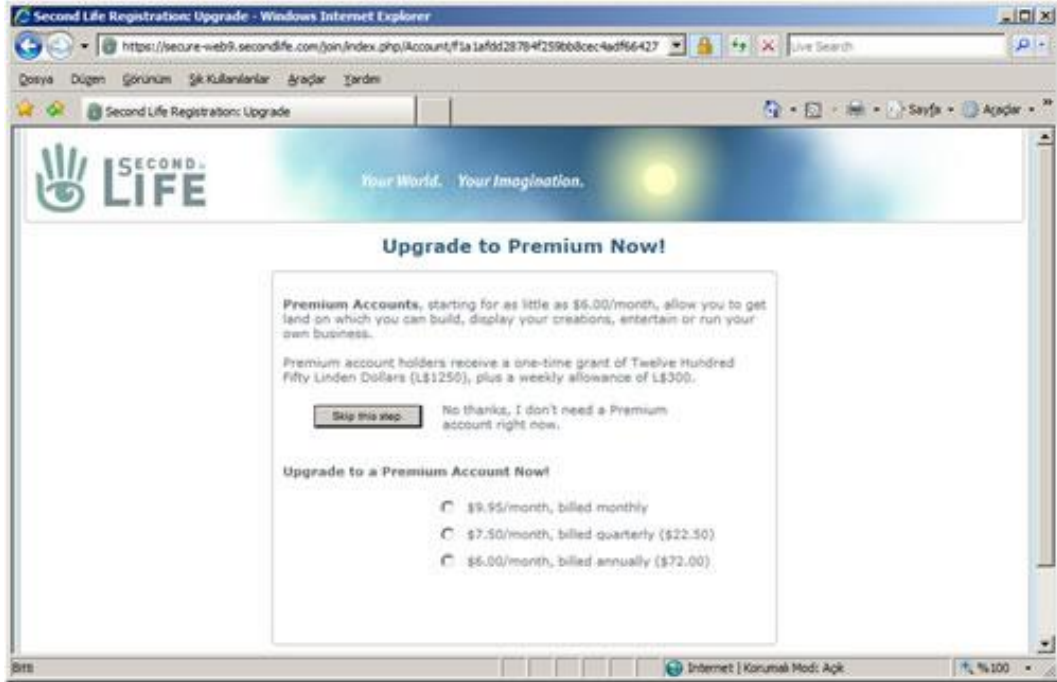 Second Life Registration: Upgrade - Windows Internet Explorer
https://secure-web9.secondlife.com/join/index.php/Account/f1a1afdd28784f259bb8cec4adf66427
Live Search
Dosya Düzen Görünüm Sık Kullanılanlar Araçlar Yardım
Second Life Registration: Upgrade
Sayfa
Araçlar
SECOND
LIFE
Your World. Your Imagination.
Upgrade to Premium Now!
Premium Accounts, starting for as little as $6.00/month, allow you to get
land on which you can build, display your creations, entertain or run your
own business.
Premium account holders receive a one-time grant of Twelve Hundred
Fifty Linden Dollars (L$1250), plus a weekly allowance of L$300.
Skip this step
No thanks, I don't need a Premium
account right now.
Upgrade to a Premium Account Now!
$9.95/month, billed monthly
$7.50/month, billed quarterly ($22.50)
$6.00/month, billed annually ($72.00)
Bitti
Internet | Korumalı Mod: Açık
%100